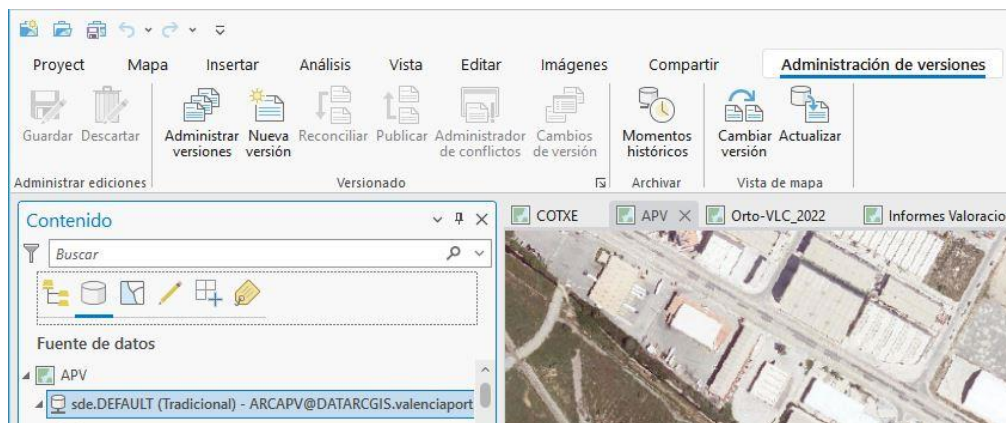 Proyect Mapa Insertar Análisis Vista Editar Imágenes Compartir Administración de versiones
Guardar Descartar Administrar versiones Nueva versión Reconciliar Publicar Administrador de conflictos Cambios de versión Momentos históricos Cambiar versión Actualizar
Administrar ediciones Versionado Archivar Vista de mapa
Contenido COTXE APV Orto-VLC_2022 Informes Valoracio
Buscar
Fuente de datos
APV
sde.DEFAULT (Tradicional) - ARCAPV@DATARCGIS.valenciaport